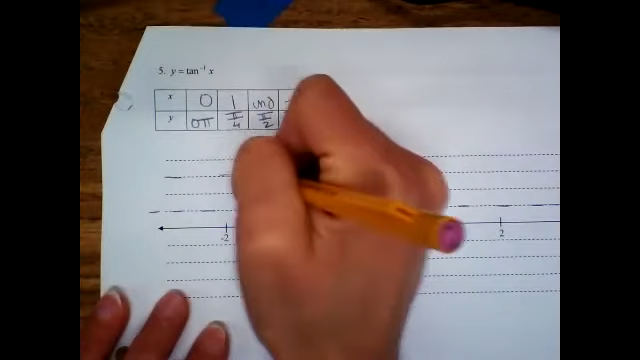 5. y = tan⁻¹ x
x 0 1 und -
y 0π π/4 π/2
-2 2